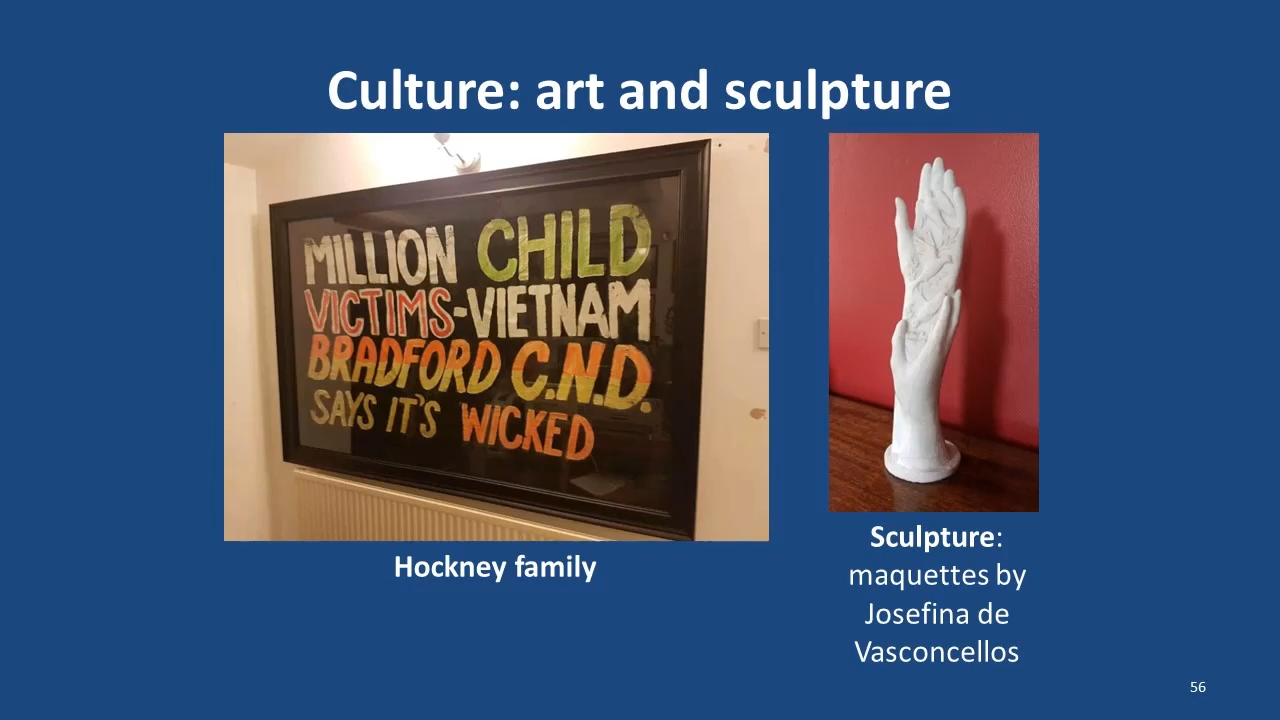 Culture: art and sculpture
MILLION CHILD
VICTIMS-VIETNAM
BRADFORD C.N.D.
SAYS IT'S WICKED
Hockney family
Sculpture:
maquettes by
Josefina de
Vasconcellos
56